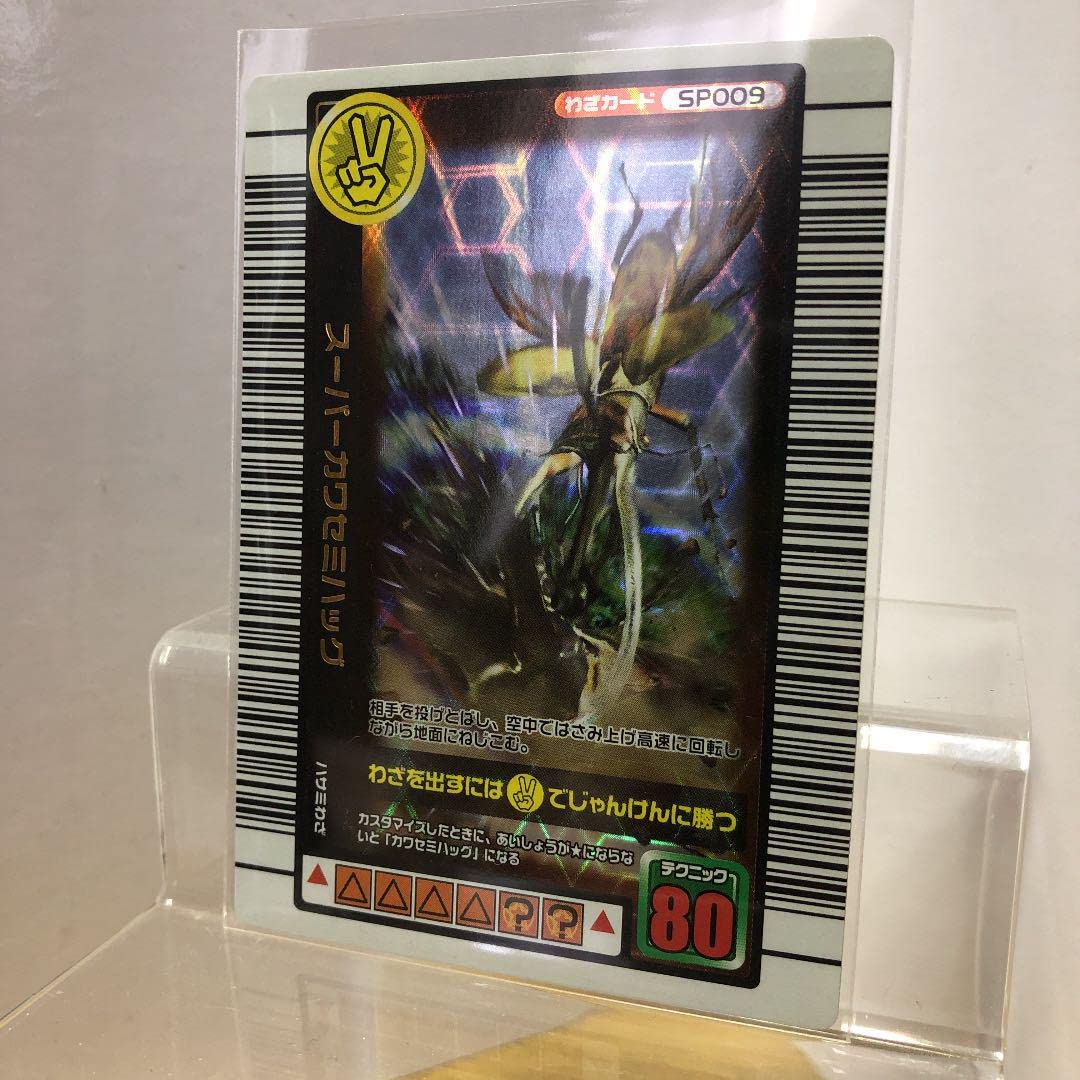 わざカード SP009
スーパーカワセミハッグ
ハサミわざ
相手を投げとばし、空中ではさみ上げ高速に回転し
ながら地面にねじこむ。
わざを出すには でじゃんけんに勝つ
カスタマイズしたときに、あいしょうが★にならな
いと「カワセミハッグ」になる
テクニック
80
▲ △ △ △ △ ? ? ▲